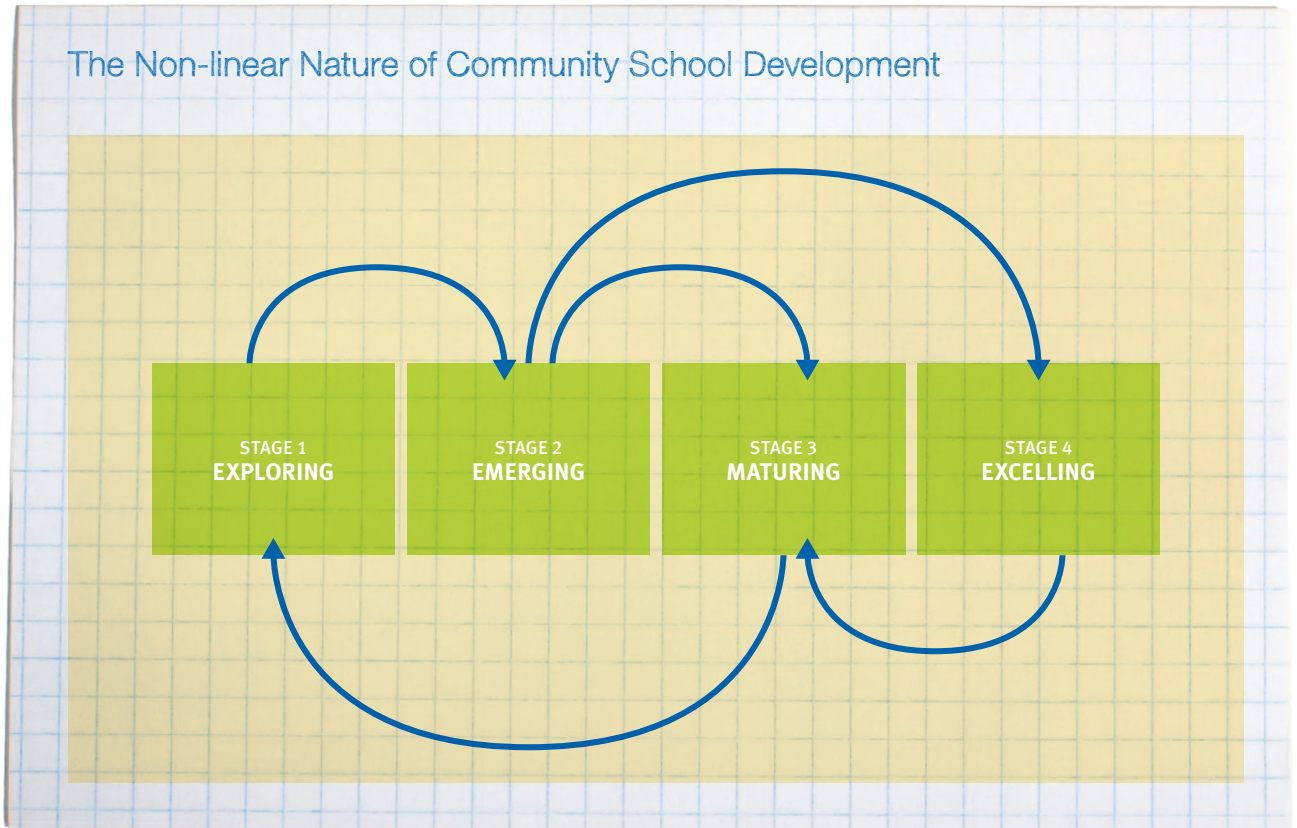 The Non-linear Nature of Community School Development
STAGE 1
EXPLORING
STAGE 2
EMERGING
STAGE 3
MATURING
STAGE 4
EXCELLING